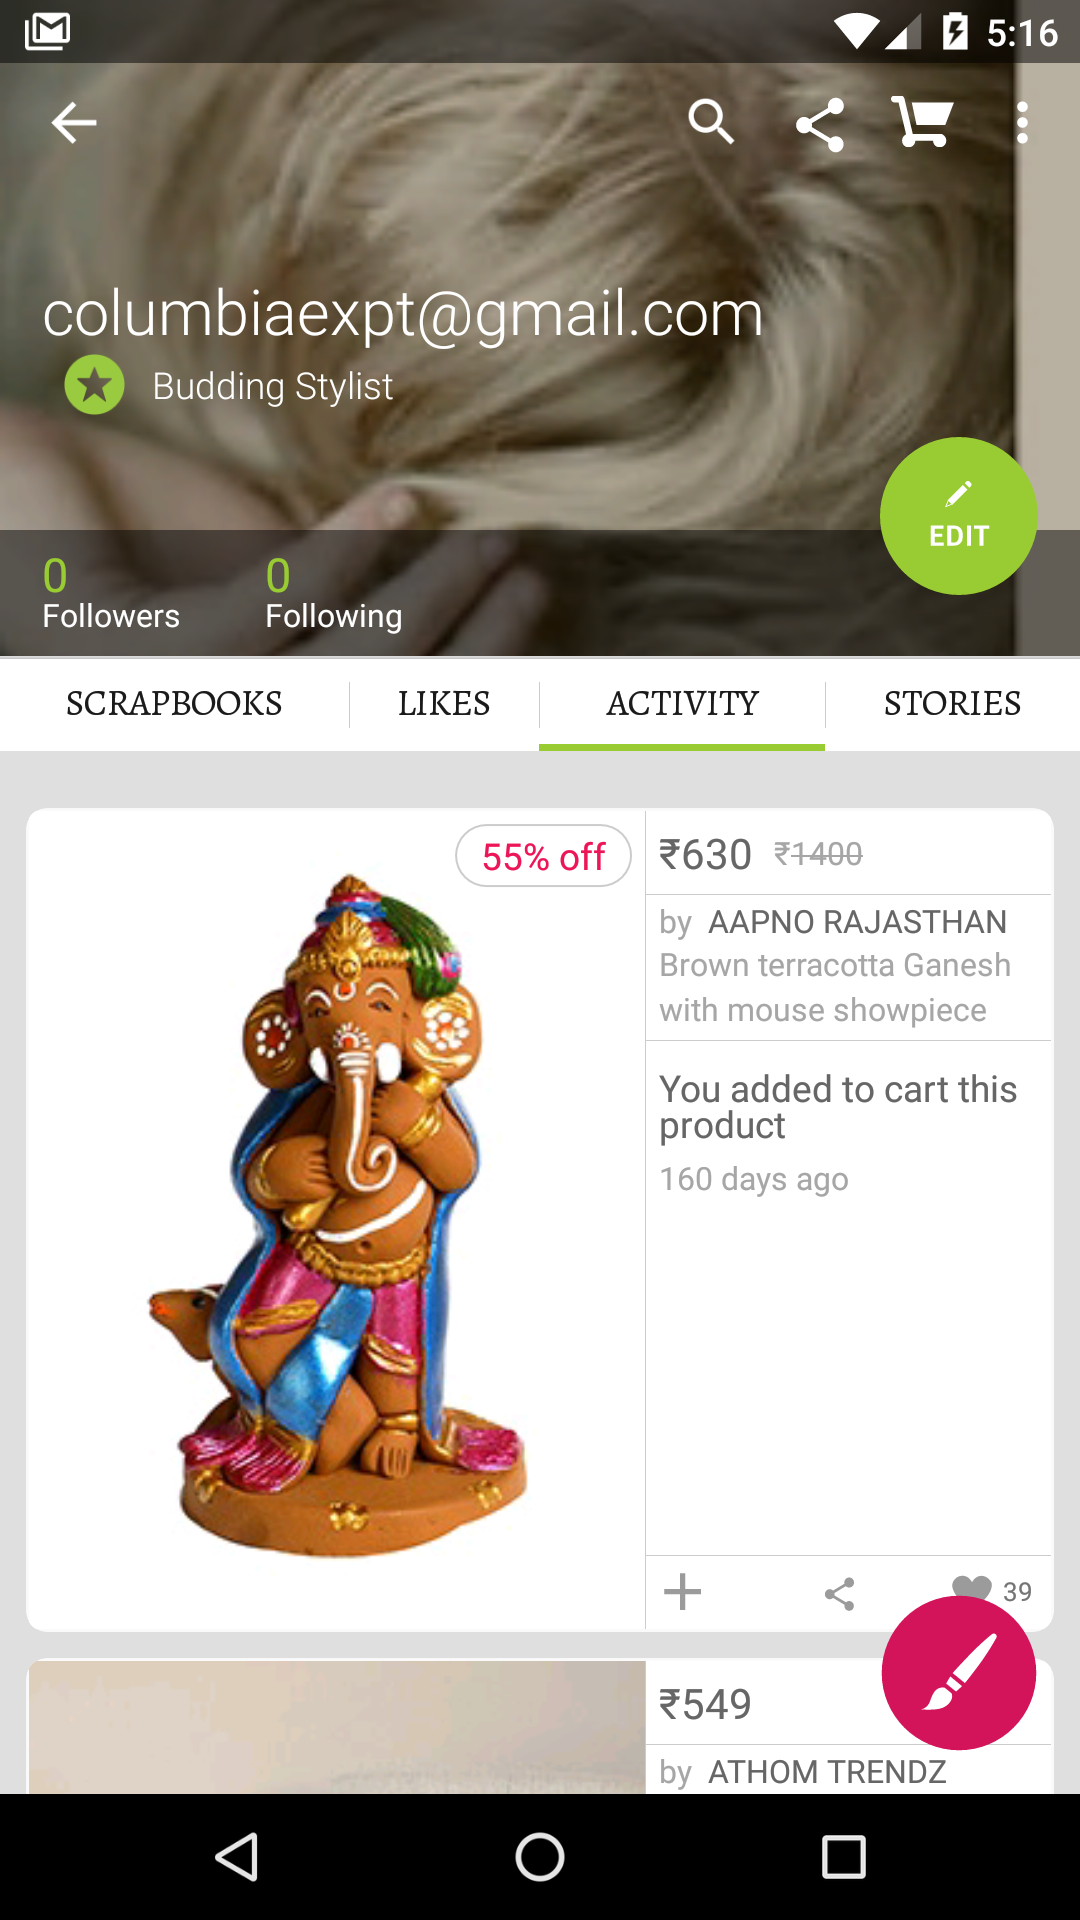 5:16
columbiaexpt@gmail.com
Budding Stylist
EDIT
0 0
Followers Following
SCRAPBOOKS LIKES ACTIVITY STORIES
55% off
₹630 ₹1400
by AAPNO RAJASTHAN
Brown terracotta Ganesh
with mouse showpiece
You added to cart this
product
160 days ago
39
₹549
by ATHOM TRENDZ